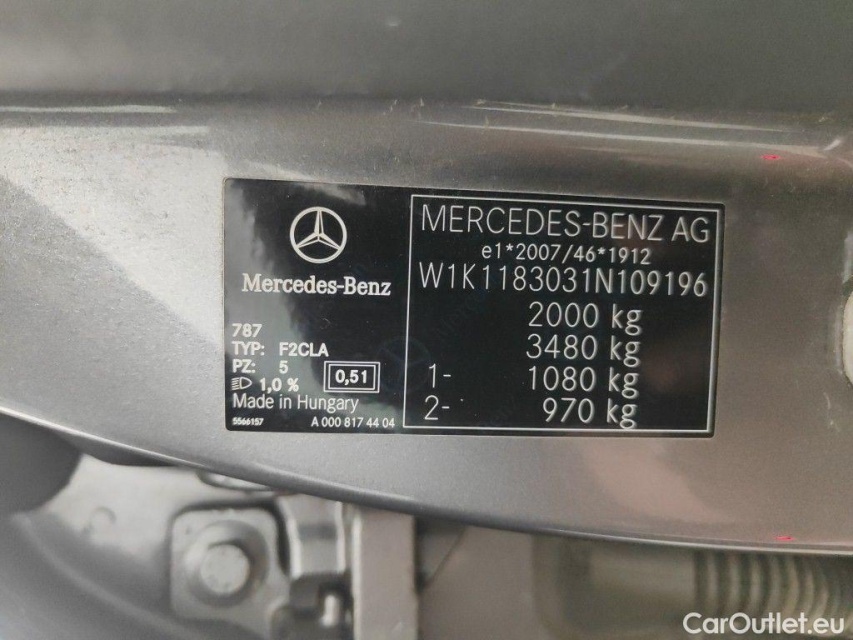 Mercedes-Benz
787
TYP: F2CLA
PZ: 5
1,0 %
0,51
Made in Hungary
5566157 A 000 817 44 04
MERCEDES-BENZ AG
e1*2007/46*1912
W1K1183031N109196
2000 kg
3480 kg
1- 1080 kg
2- 970 kg
CarOutlet.eu